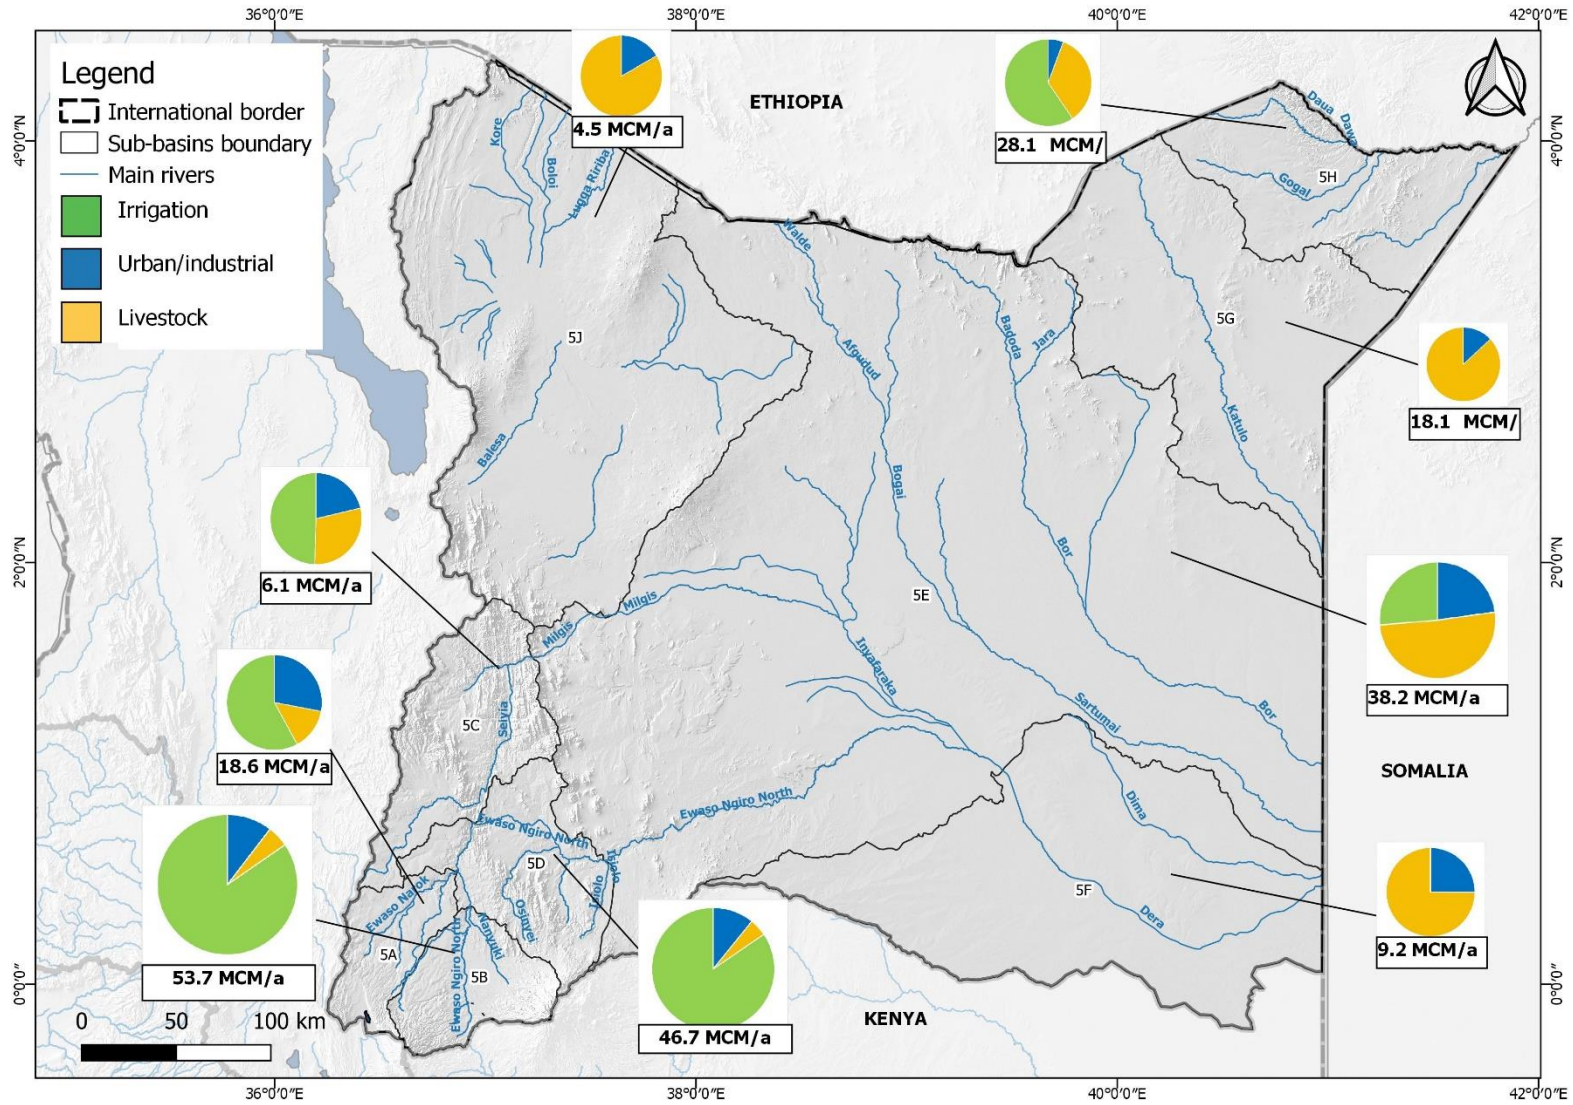 36°0′0″E
38°0′0″E
40°0′0″E
42°0′0″E
Legend
International border
Sub-basins boundary
Main rivers
Irrigation
Urban/industrial
Livestock
4.5 MCM/a
ETHIOPIA
28.1 MCM/
Daua
Dawa
4°0′0″N
4°0′0″N
Kore
Boloi
Lugga Ririba
Gogal
5H
Walde
5G
5J
Afgudud
Badoda
Jara
18.1 MCM/
Katulo
Balesa
Bogai
6.1 MCM/a
Bor
2°0′0″N
2°0′0″N
5E
Milgis
Milgis
Inyafaraka
38.2 MCM/a
18.6 MCM/a
5C
Seiyia
Sartumai
Bor
SOMALIA
Ewaso Ngiro North
Dima
Ewaso Ngiro North
5D
Isiolo
Isiolo
Ewaso Narok
Osinyei
5F
Dera
9.2 MCM/a
53.7 MCM/a
5A
Ewaso Ngiro North
Nanyuki
5B
46.7 MCM/a
KENYA
0°0′0″
0°0′0″
0 50 100 km
36°0′0″E
38°0′0″E
40°0′0″E
42°0′0″E